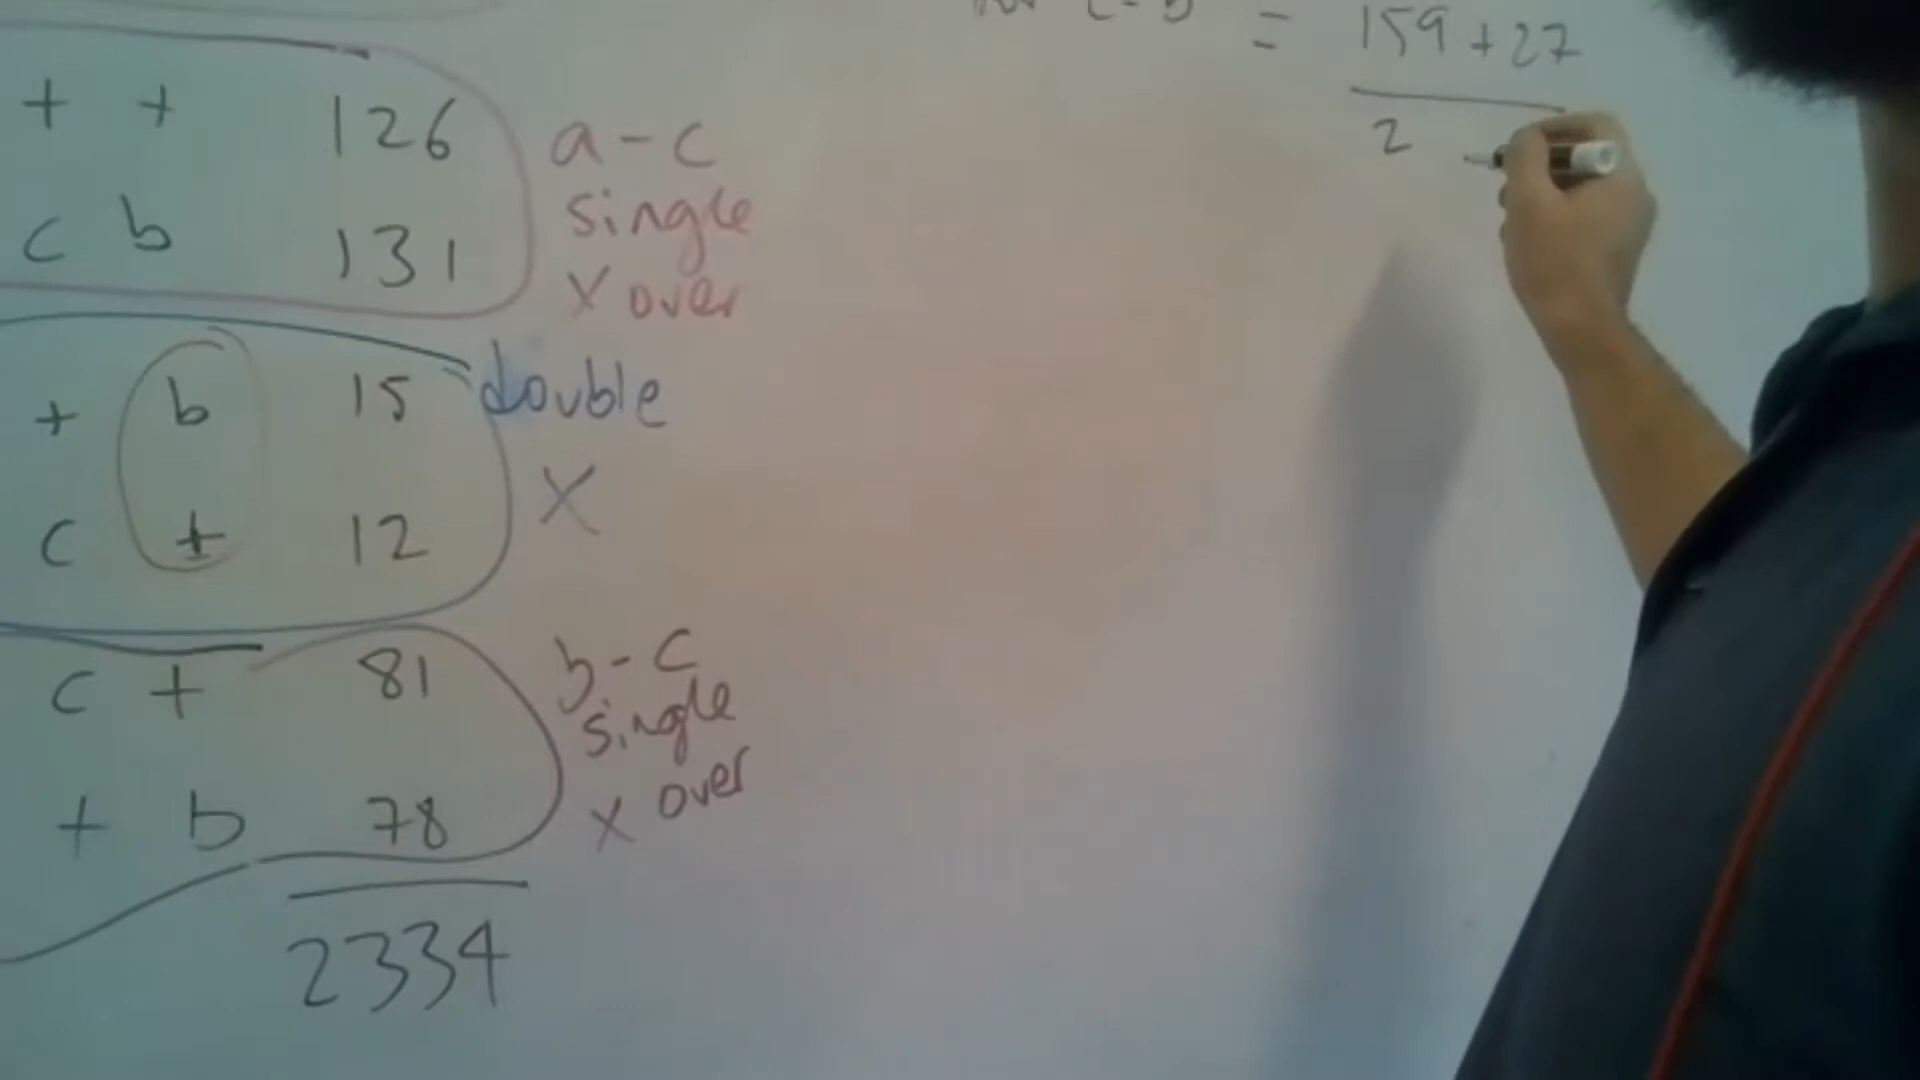 c-b = 159 + 27
2
+ + 126
a - c
single
c b 131
x over
+ b 15
double
x
c + 12
c + 81
b - c
single
x over
+ b 78
2334